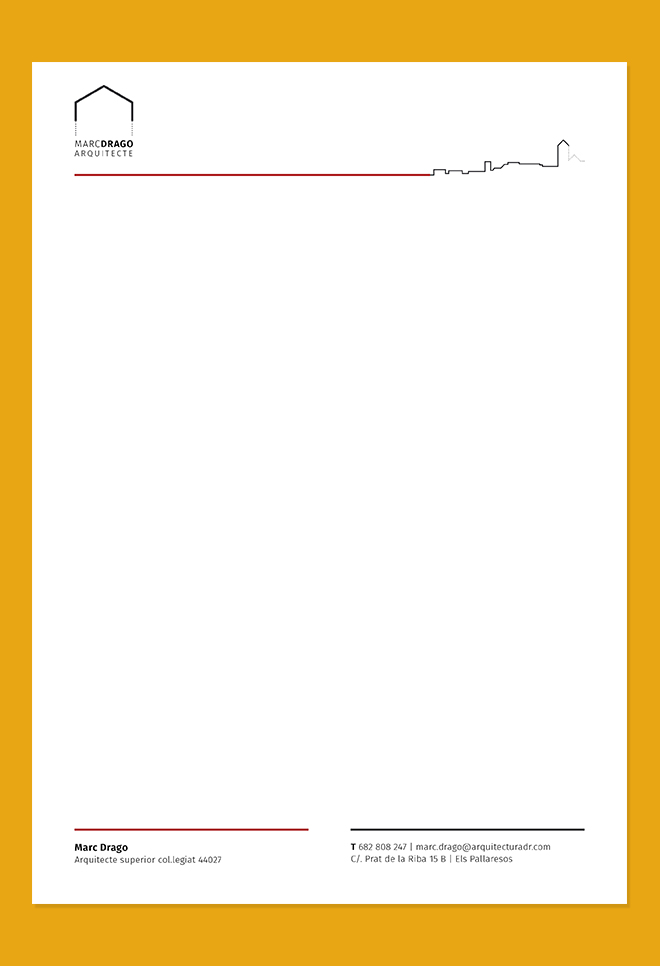 MARCDRAGO
ARQUITECTE
Marc Drago
Arquitecte superior col.legiat 44027
T 682 808 247 | marc.drago@arquitecturadr.com
C/. Prat de la Riba 15 B | Els Pallaresos